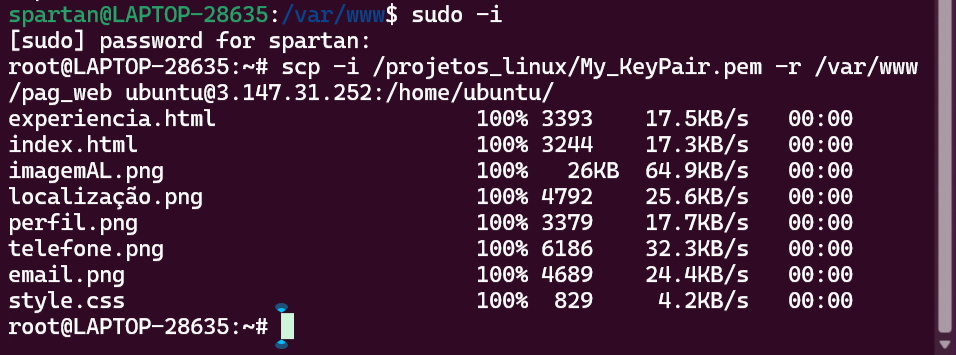 spartan@LAPTOP-28635:/var/www$ sudo -i
[sudo] password for spartan:
root@LAPTOP-28635:~# scp -i /projetos_linux/My_KeyPair.pem -r /var/www
/pag_web ubuntu@3.147.31.252:/home/ubuntu/
experiencia.html 100% 3393 17.5KB/s 00:00
index.html 100% 3244 17.3KB/s 00:00
imagemAL.png 100% 26KB 64.9KB/s 00:00
localização.png 100% 4792 25.6KB/s 00:00
perfil.png 100% 3379 17.7KB/s 00:00
telefone.png 100% 6186 32.3KB/s 00:00
email.png 100% 4689 24.4KB/s 00:00
style.css 100% 829 4.2KB/s 00:00
root@LAPTOP-28635:~#